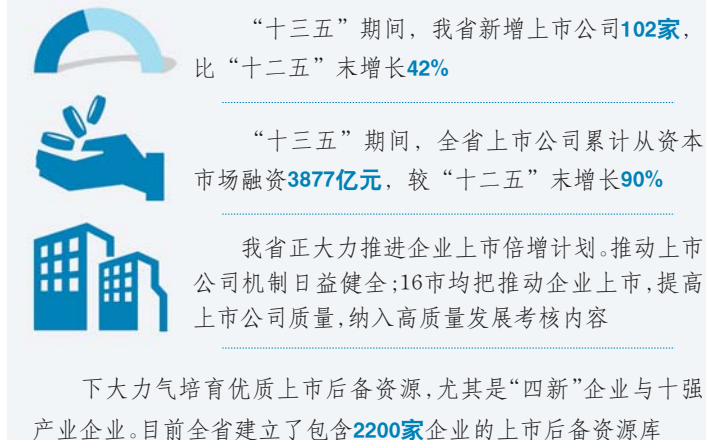 “十三五”期间，我省新增上市公司102家，
比“十二五”末增长42%
“十三五”期间，全省上市公司累计从资本
市场融资3877亿元，较“十二五”末增长90%
我省正大力推进企业上市倍增计划。推动上市
公司机制日益健全；16市均把推动企业上市，提高
上市公司质量，纳入高质量发展考核内容
下大力气培育优质上市后备资源，尤其是“四新”企业与十强
产业企业。目前全省建立了包含2200家企业的上市后备资源库